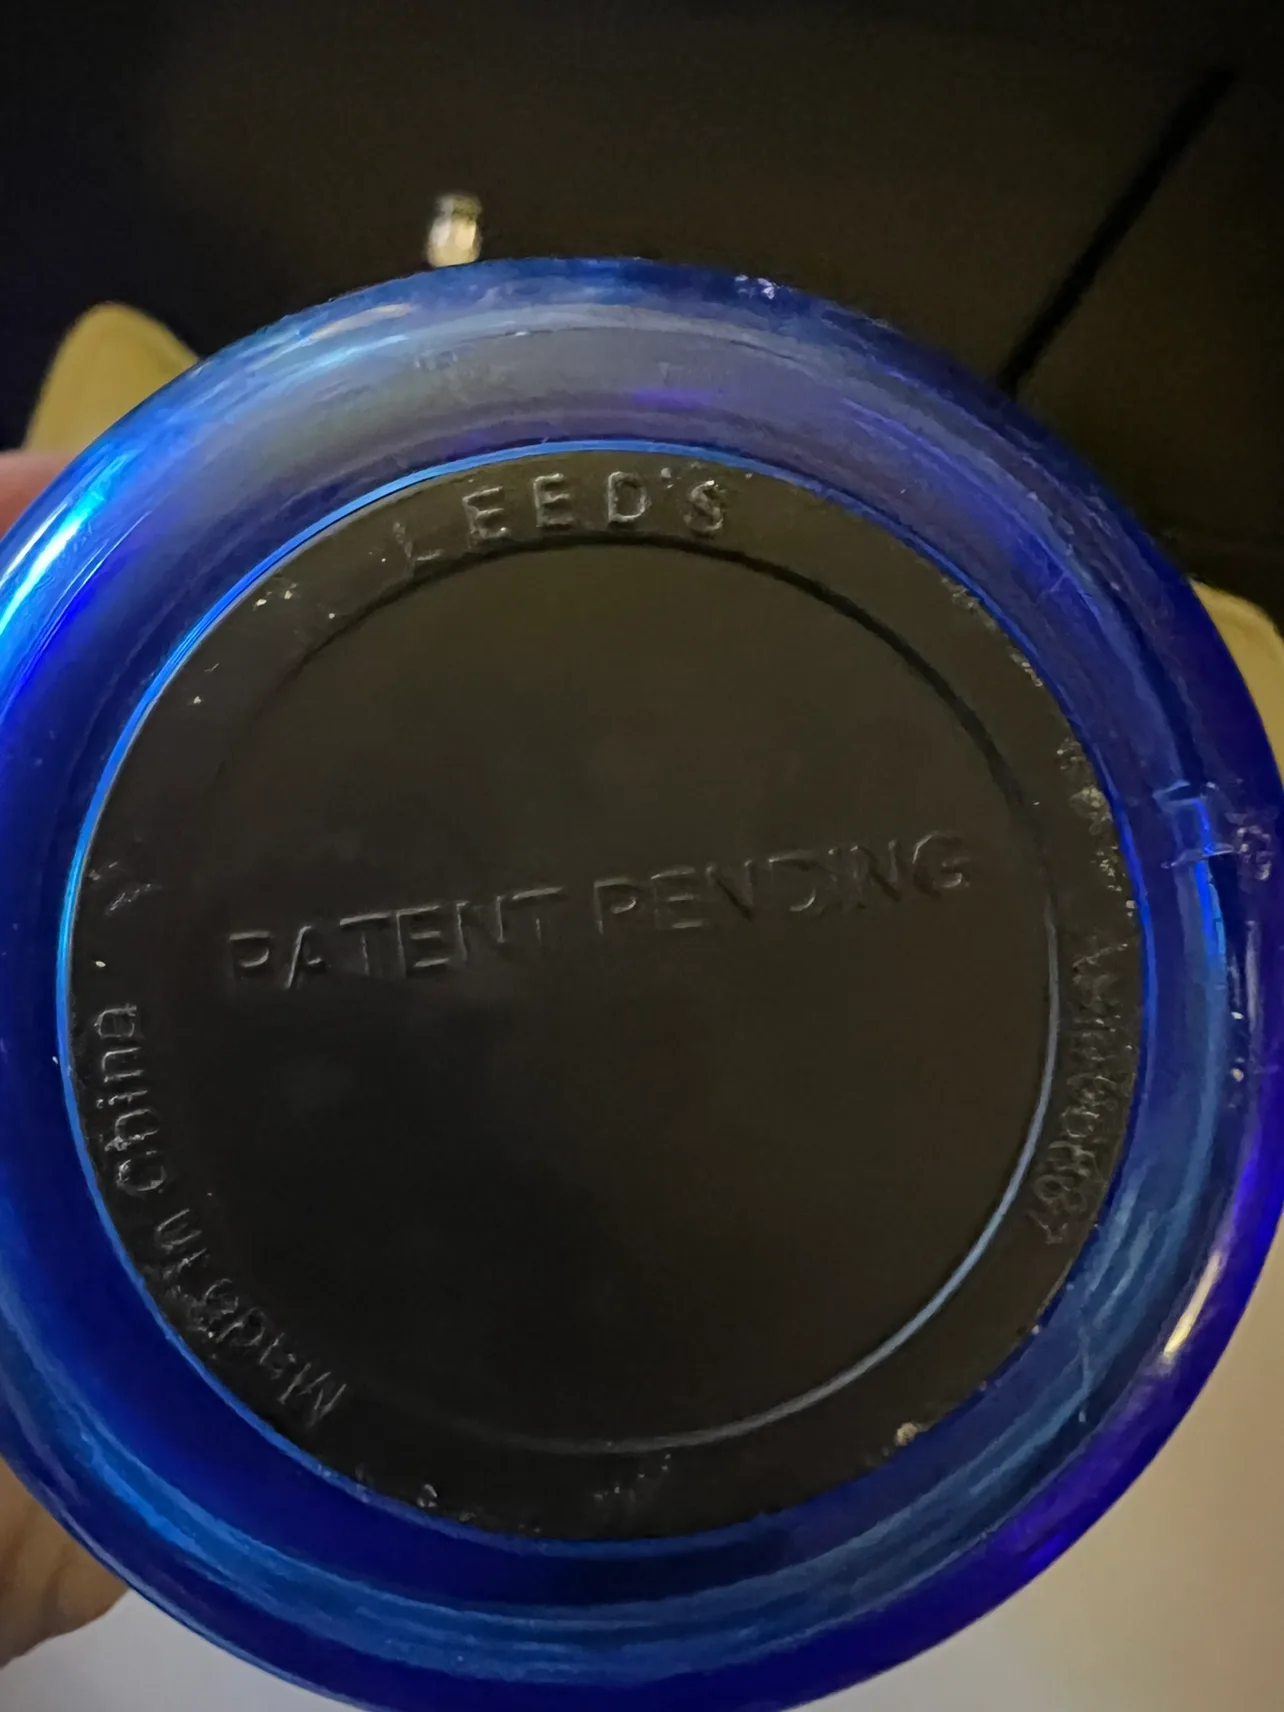 LEED'S
PATENT PENDING
Made in China